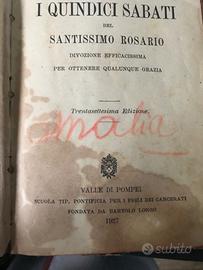 I QUINDICI SABATI
DEL
SANTISSIMO ROSARIO
DIVOZIONE EFFICACISSIMA
PER OTTENERE QUALUNQUE GRAZIA
Trentasettesima Edizione
Amalia
VALLE DI POMPEI
SCUOLA TIP. PONTIFICIA PER I FIGLI DEI CARCERATI
FONDATA DA BARTOLO LONGO
1927
subito